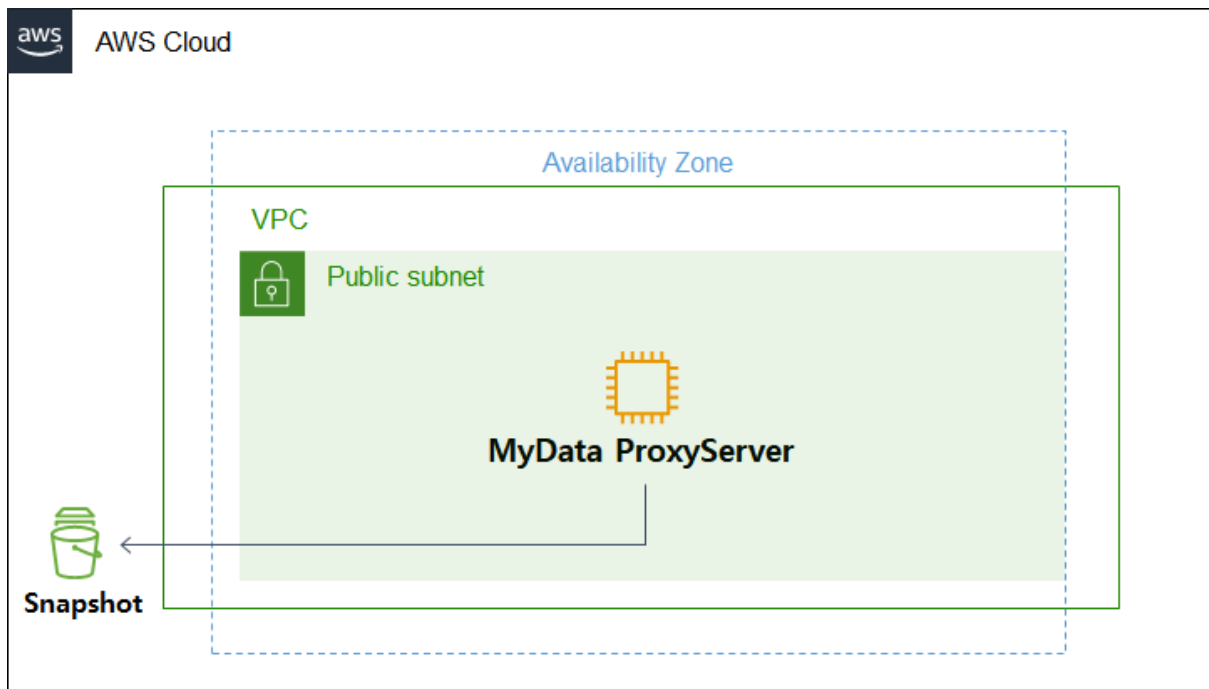 aws
AWS Cloud
Availability Zone
VPC
Public subnet
MyData ProxyServer
Snapshot